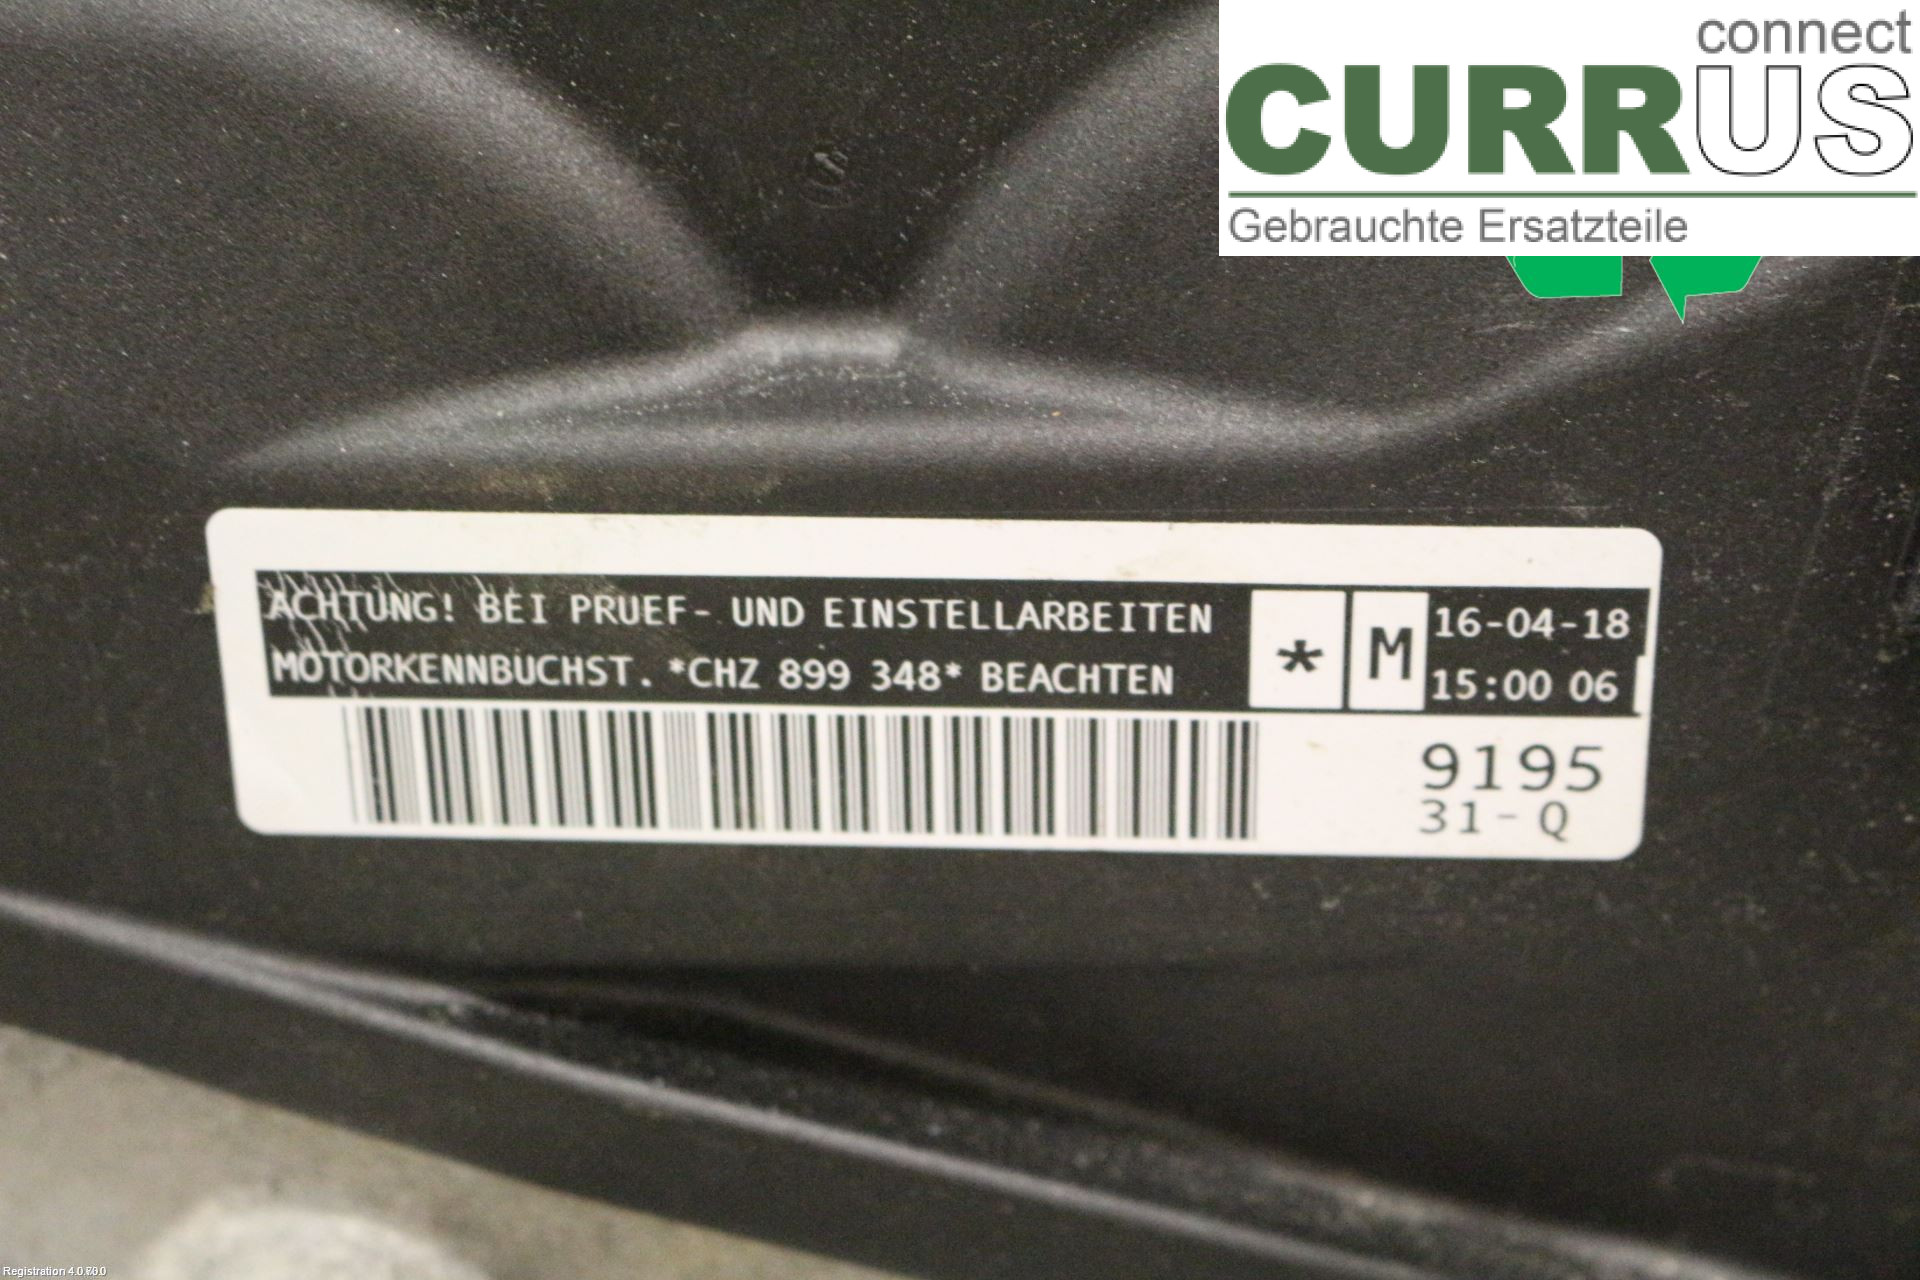 connect
CURRUS
Gebrauchte Ersatzteile
ACHTUNG! BEI PRUEF- UND EINSTELLARBEITEN
MOTORKENNBUCHST. *CHZ 899 348* BEACHTEN
* M
16-04-18
15:00 06
9195
31-Q
Registration